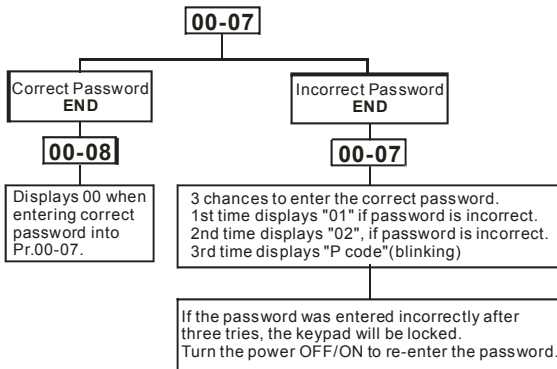 00-07
Correct Password
END
00-08
Displays 00 when
entering correct
password into
Pr.00-07.
Incorrect Password
END
00-07
3 chances to enter the correct password.
1st time displays "01" if password is incorrect.
2nd time displays "02", if password is incorrect.
3rd time displays "P code"(blinking)
If the password was entered incorrectly after
three tries, the keypad will be locked.
Turn the power OFF/ON to re-enter the password.